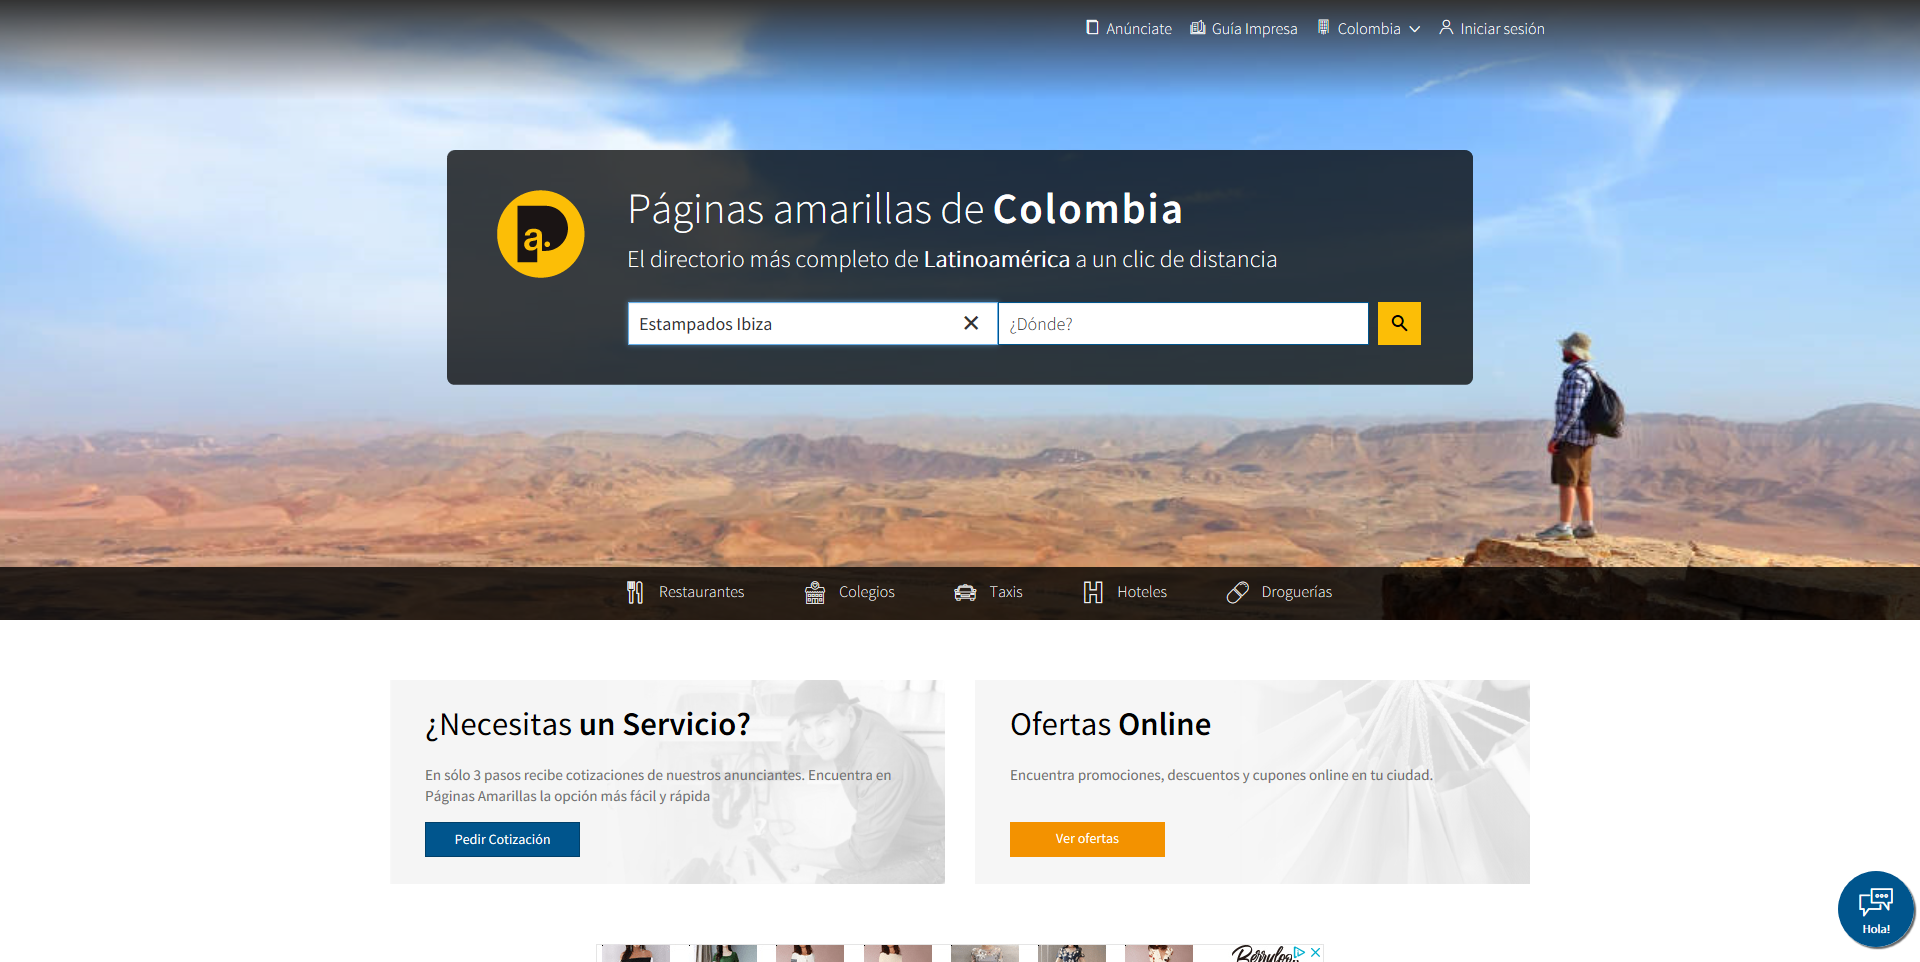 Anúnciate
Guía Impresa
Colombia
Iniciar sesión
a.
Páginas amarillas de Colombia
El directorio más completo de Latinoamérica a un clic de distancia
Estampados Ibiza
¿Dónde?
Restaurantes
Colegios
Taxis
Hoteles
Droguerías
¿Necesitas un Servicio?
En sólo 3 pasos recibe cotizaciones de nuestros anunciantes. Encuentra en
Páginas Amarillas la opción más fácil y rápida
Pedir Cotización
Ofertas Online
Encuentra promociones, descuentos y cupones online en tu ciudad.
Ver ofertas
Hola!